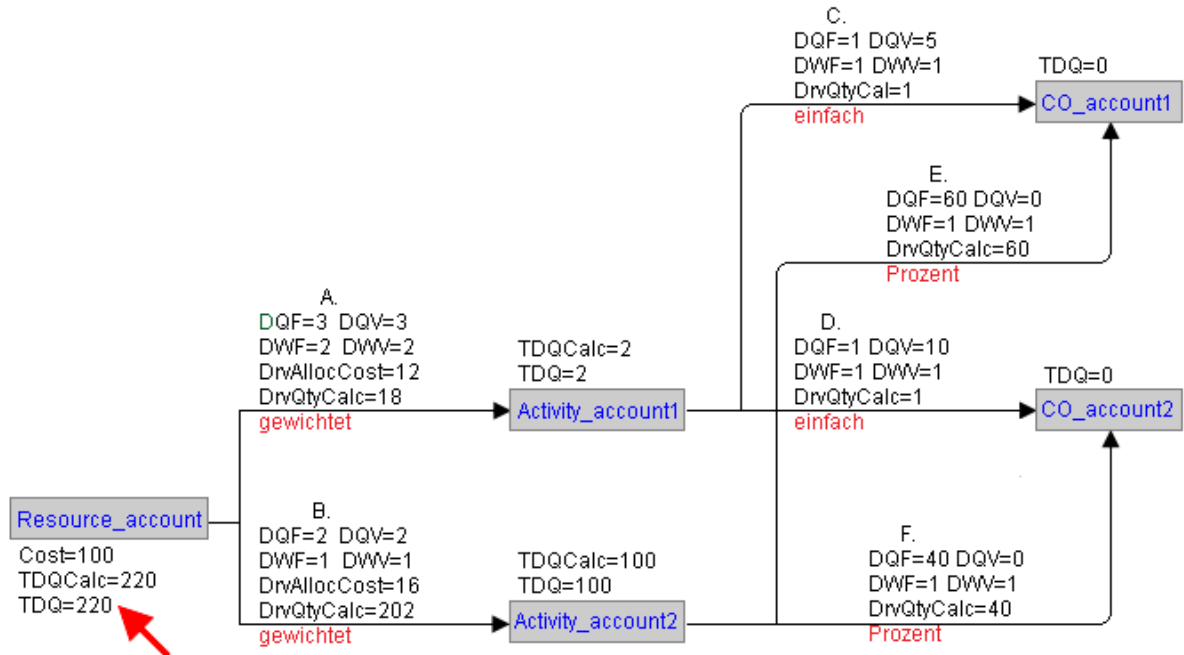 C.
DQF=1 DQV=5
DWF=1 DWV=1
DrvQtyCal=1
einfach
TDQ=0
CO_account1
E.
DQF=60 DQV=0
DWF=1 DWV=1
DrvQtyCalc=60
Prozent
A.
DQF=3 DQV=3
DWF=2 DWV=2
DrvAllocCost=12
DrvQtyCalc=18
gewichtet
TDQCalc=2
TDQ=2
Activity_account1
D.
DQF=1 DQV=10
DWF=1 DWV=1
DrvQtyCalc=1
einfach
TDQ=0
CO_account2
Resource_account
Cost=100
TDQCalc=220
TDQ=220
B.
DQF=2 DQV=2
DWF=1 DWV=1
DrvAllocCost=16
DrvQtyCalc=202
gewichtet
TDQCalc=100
TDQ=100
Activity_account2
F.
DQF=40 DQV=0
DWF=1 DWV=1
DrvQtyCalc=40
Prozent